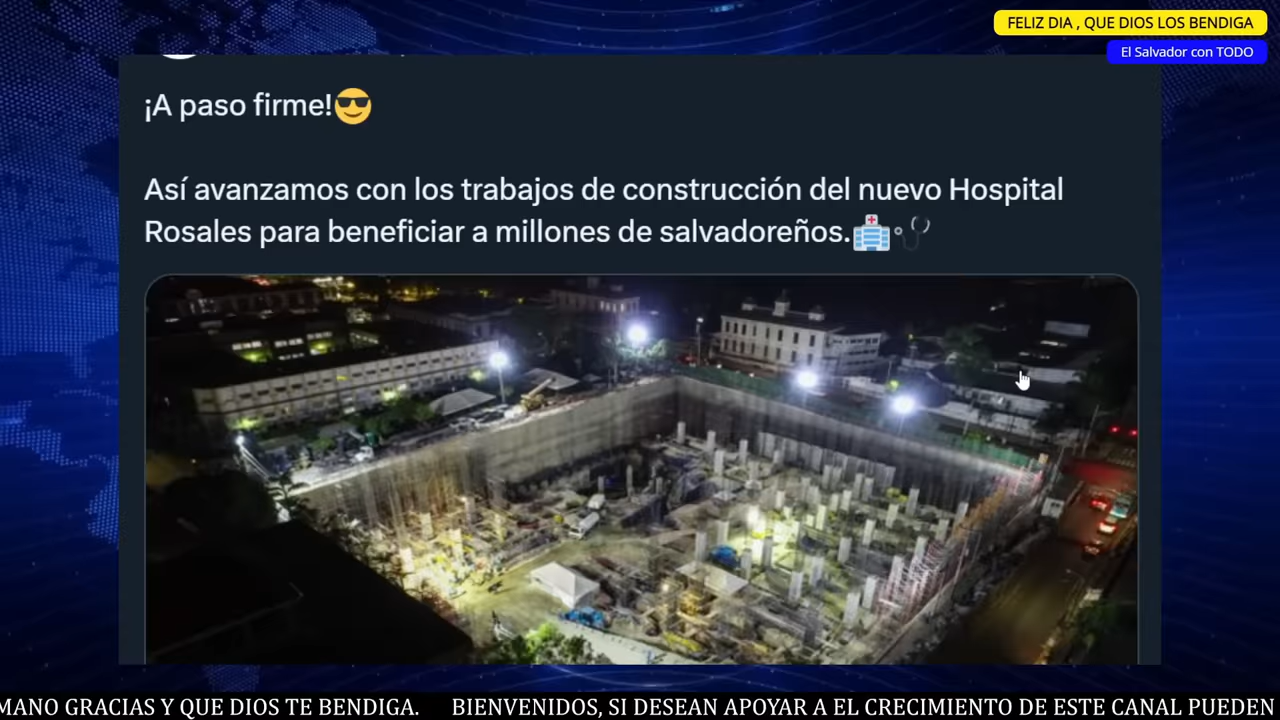 FELIZ DIA , QUE DIOS LOS BENDIGA
El Salvador con TODO
¡A paso firme!😎
Así avanzamos con los trabajos de construcción del nuevo Hospital
Rosales para beneficiar a millones de salvadoreños.🏥🩺
MANO GRACIAS Y QUE DIOS TE BENDIGA. BIENVENIDOS, SI DESEAN APOYAR A EL CRECIMIENTO DE ESTE CANAL PUEDEN